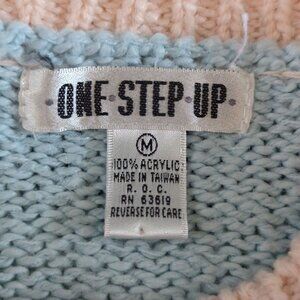 ONE•STEP•UP
M
100% ACRYLIC
MADE IN TAIWAN
R. O. C.
RN 63619
REVERSE FOR CARE